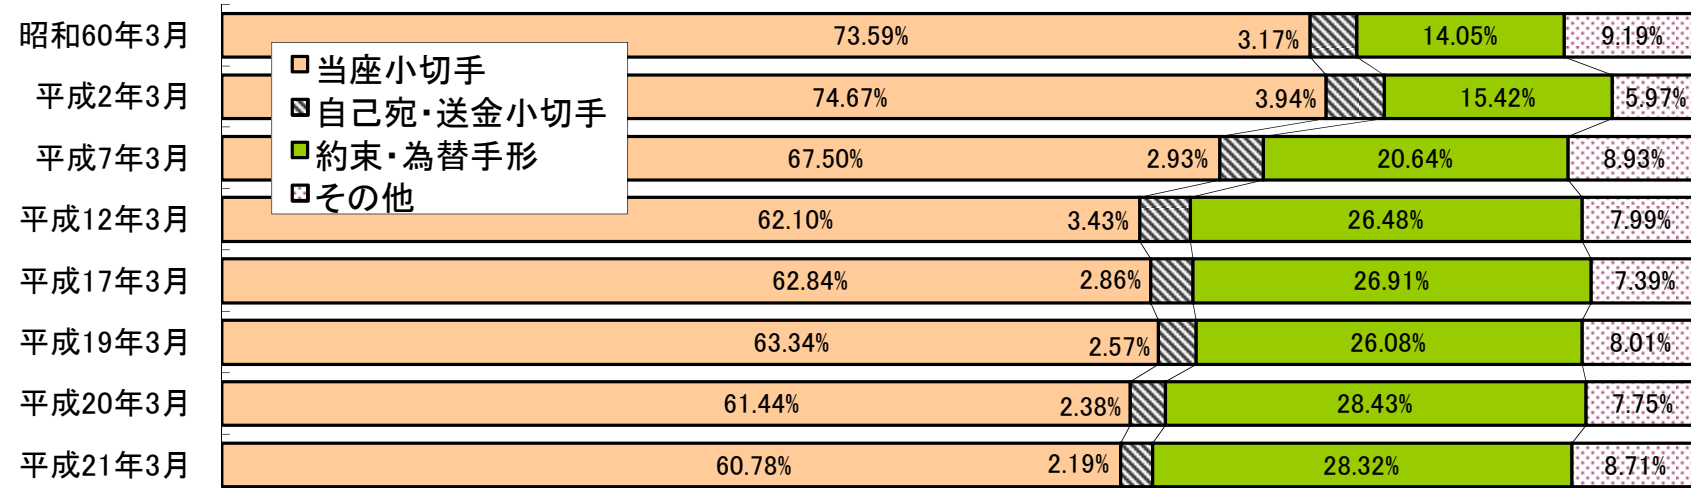 昭和60年3月 73.59% 3.17% 14.05% 9.19%
当座小切手
平成2年3月 74.67% 3.94% 15.42% 5.97%
自己宛・送金小切手
平成7年3月 67.50% 2.93% 20.64% 8.93%
約束・為替手形
その他
平成12年3月 62.10% 3.43% 26.48% 7.99%
平成17年3月 62.84% 2.86% 26.91% 7.39%
平成19年3月 63.34% 2.57% 26.08% 8.01%
平成20年3月 61.44% 2.38% 28.43% 7.75%
平成21年3月 60.78% 2.19% 28.32% 8.71%